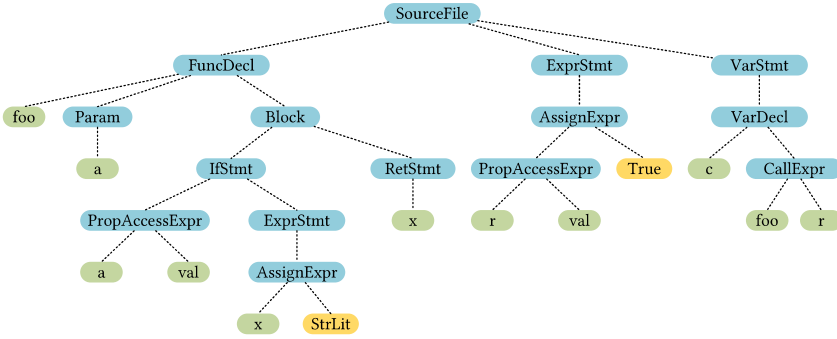 SourceFile
FuncDecl ExprStmt VarStmt
foo Param Block AssignExpr VarDecl
a IfStmt RetStmt PropAccessExpr True c CallExpr
PropAccessExpr ExprStmt x r val foo r
a val AssignExpr
x StrLit